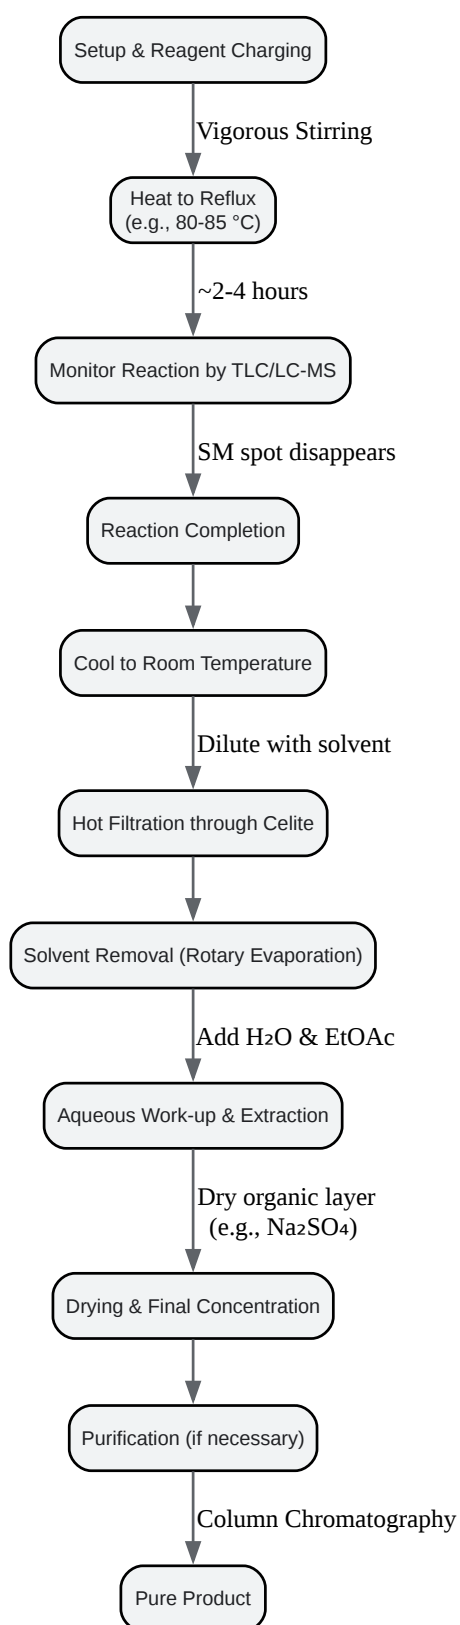 Setup & Reagent Charging
Vigorous Stirring
Heat to Reflux
(e.g., 80-85 °C)
~2-4 hours
Monitor Reaction by TLC/LC-MS
SM spot disappears
Reaction Completion
Cool to Room Temperature
Dilute with solvent
Hot Filtration through Celite
Solvent Removal (Rotary Evaporation)
Add H₂O & EtOAc
Aqueous Work-up & Extraction
Dry organic layer
(e.g., Na₂SO₄)
Drying & Final Concentration
Purification (if necessary)
Column Chromatography
Pure Product